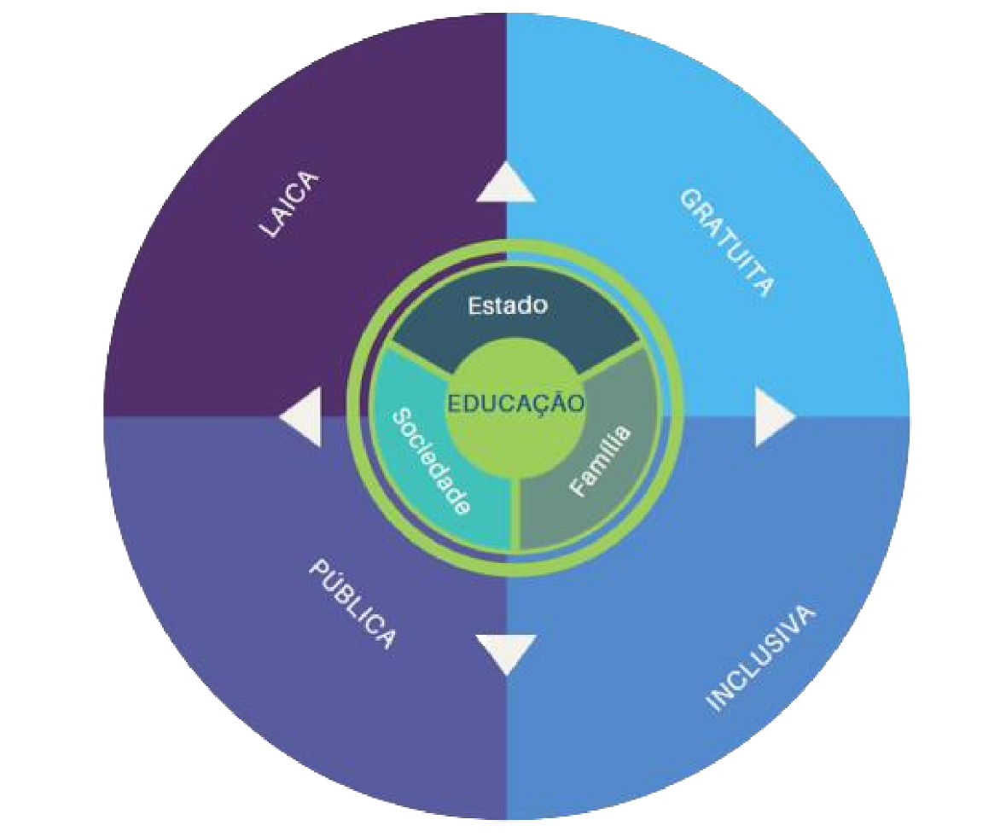 LAICA
GRATUITA
Estado
EDUCAÇÃO
Sociedade
Família
PÚBLICA
INCLUSIVA